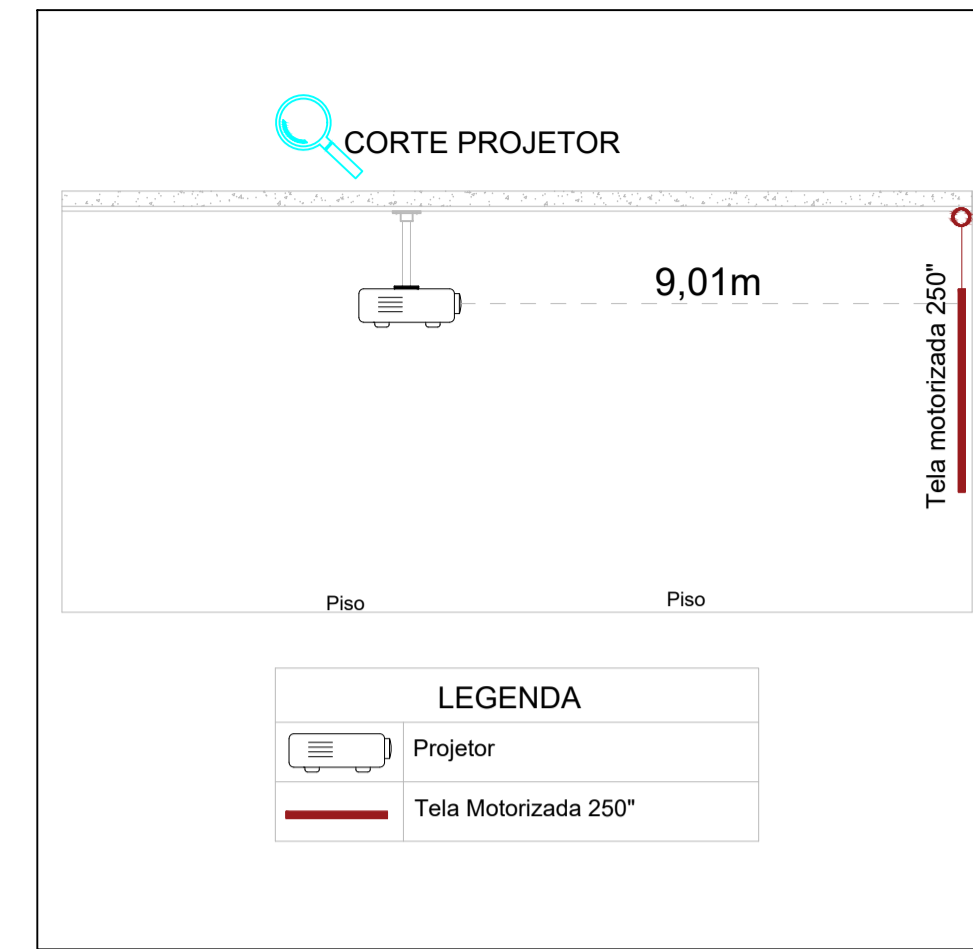 CORTE PROJETOR
9,01m
Tela motorizada 250"
Piso
Piso
LEGENDA
Projetor
Tela Motorizada 250"